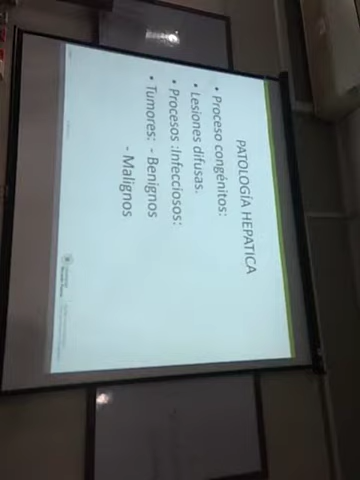 PATOLOGÍA HEPATICA
• Proceso congénitos:
• Lesiones difusas.
• Procesos :Infecciosos:
• Tumores: - Benignos
- Malignos